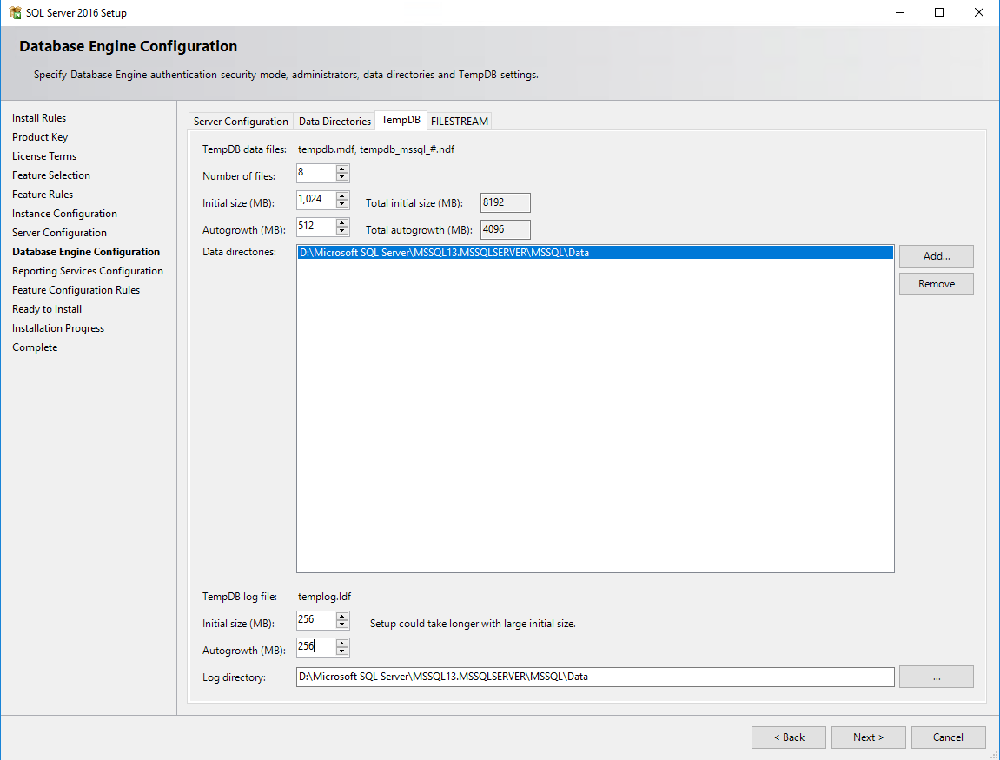 SQL Server 2016 Setup
Database Engine Configuration
Specify Database Engine authentication security mode, administrators, data directories and TempDB settings.
Install Rules
Product Key
License Terms
Feature Selection
Feature Rules
Instance Configuration
Server Configuration
Database Engine Configuration
Reporting Services Configuration
Feature Configuration Rules
Ready to Install
Installation Progress
Complete
Server Configuration Data Directories TempDB FILESTREAM
TempDB data files: tempdb.mdf, tempdb_mssql_#.ndf
Number of files: 8
Initial size (MB): 1,024 Total initial size (MB): 8192
Autogrowth (MB): 512 Total autogrowth (MB): 4096
Data directories: D:\Microsoft SQL Server\MSSQL13.MSSQLSERVER\MSSQL\Data Add...
Remove
TempDB log file: templog.ldf
Initial size (MB): 256 Setup could take longer with large initial size.
Autogrowth (MB): 256
Log directory: D:\Microsoft SQL Server\MSSQL13.MSSQLSERVER\MSSQL\Data ...
< Back Next > Cancel